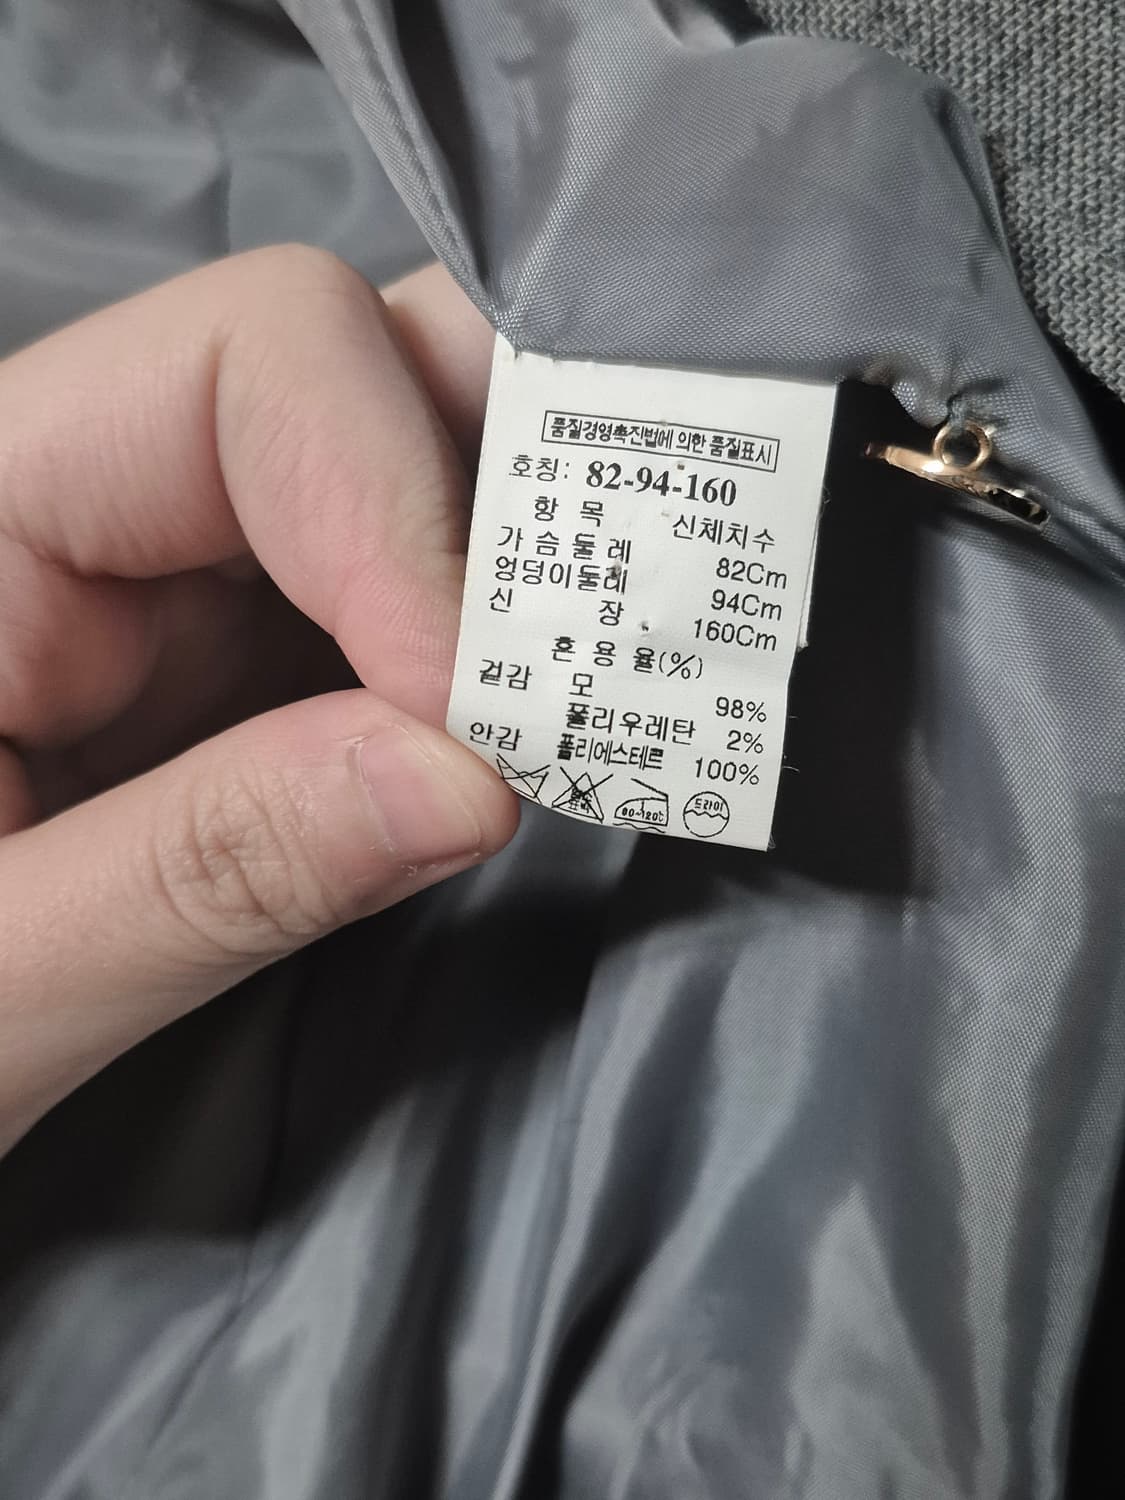 품질경영촉진법에 의한 품질표시
호칭: 82-94-160
항 목 신체치수
가 슴 둘 레 82Cm
엉덩이둘레 94Cm
신 장 160Cm
혼 용 율(%)
겉감 모 98%
폴리우레탄 2%
안감 폴리에스테르 100%
드라이